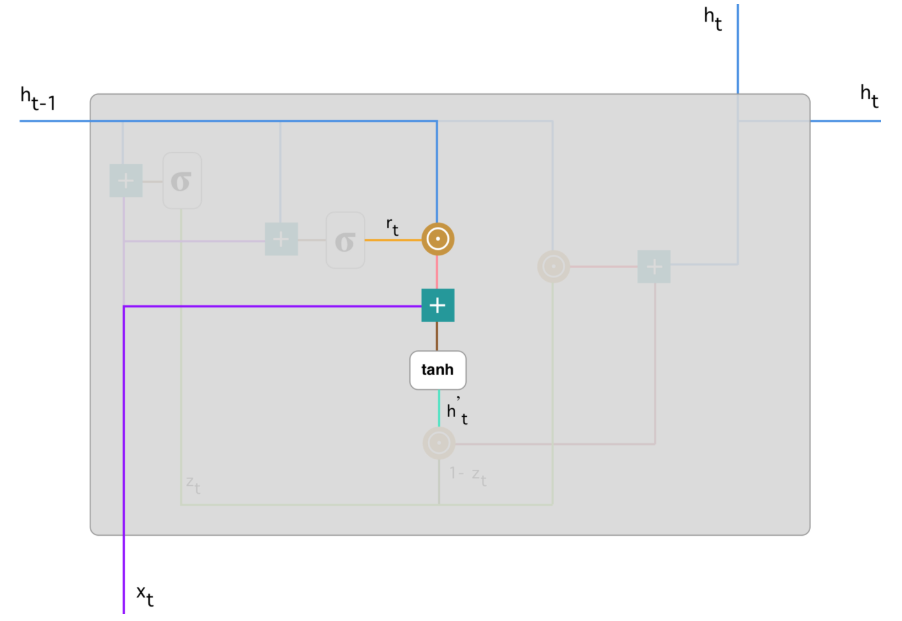 h_t
h_t-1
h_t
+
σ
r_t
+
σ
+
+
tanh
h'_t
1- z_t
z_t
x_t